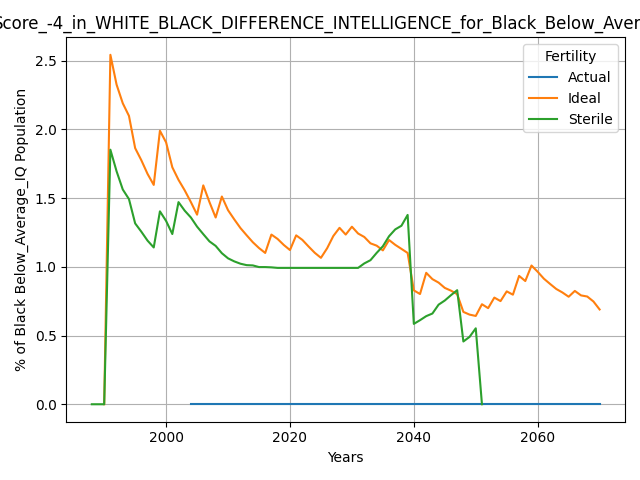 Score_-4_in_WHITE_BLACK_DIFFERENCE_INTELLIGENCE_for_Black_Below_Aver
Fertility
Actual
Ideal
Sterile
% of Black Below_Average_IQ Population
2.5
2.0
1.5
1.0
0.5
0.0
2000 2020 2040 2060
Years